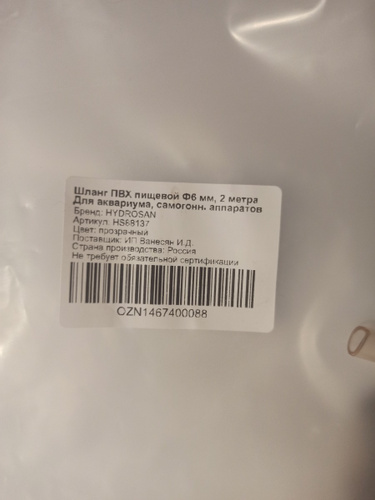 Шланг ПВХ пищевой Ф6 мм, 2 метра
Для аквариума, самогонн. аппаратов
Бренд: HYDROSAN
Артикул: HS68137
Цвет: прозрачный
Поставщик: ИП Ванесян И.Д.
Страна производства: Россия
Не требует обязательной сертификации
OZN1467400088